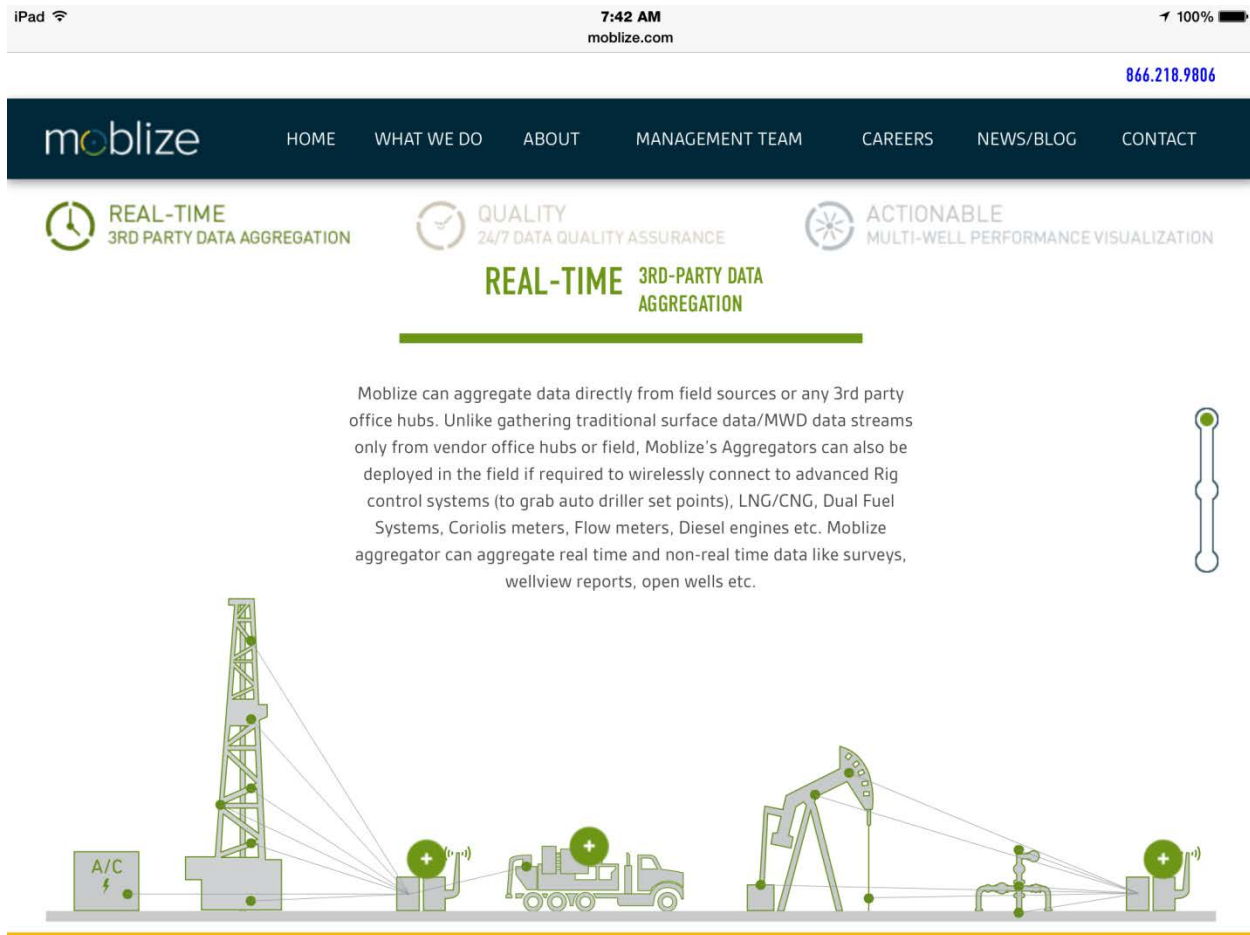 iPad 7:42 AM 100%
moblize.com
866.218.9806
moblize HOME WHAT WE DO ABOUT MANAGEMENT TEAM CAREERS NEWS/BLOG CONTACT
REAL-TIME
3RD PARTY DATA AGGREGATION
QUALITY
24/7 DATA QUALITY ASSURANCE
ACTIONABLE
MULTI-WELL PERFORMANCE VISUALIZATION
REAL-TIME 3RD-PARTY DATA
AGGREGATION
Moblize can aggregate data directly from field sources or any 3rd party
office hubs. Unlike gathering traditional surface data/MWD data streams
only from vendor office hubs or field, Moblize's Aggregators can also be
deployed in the field if required to wirelessly connect to advanced Rig
control systems (to grab auto driller set points), LNG/CNG, Dual Fuel
Systems, Coriolis meters, Flow meters, Diesel engines etc. Moblize
aggregator can aggregate real time and non-real time data like surveys,
wellview reports, open wells etc.
A/C